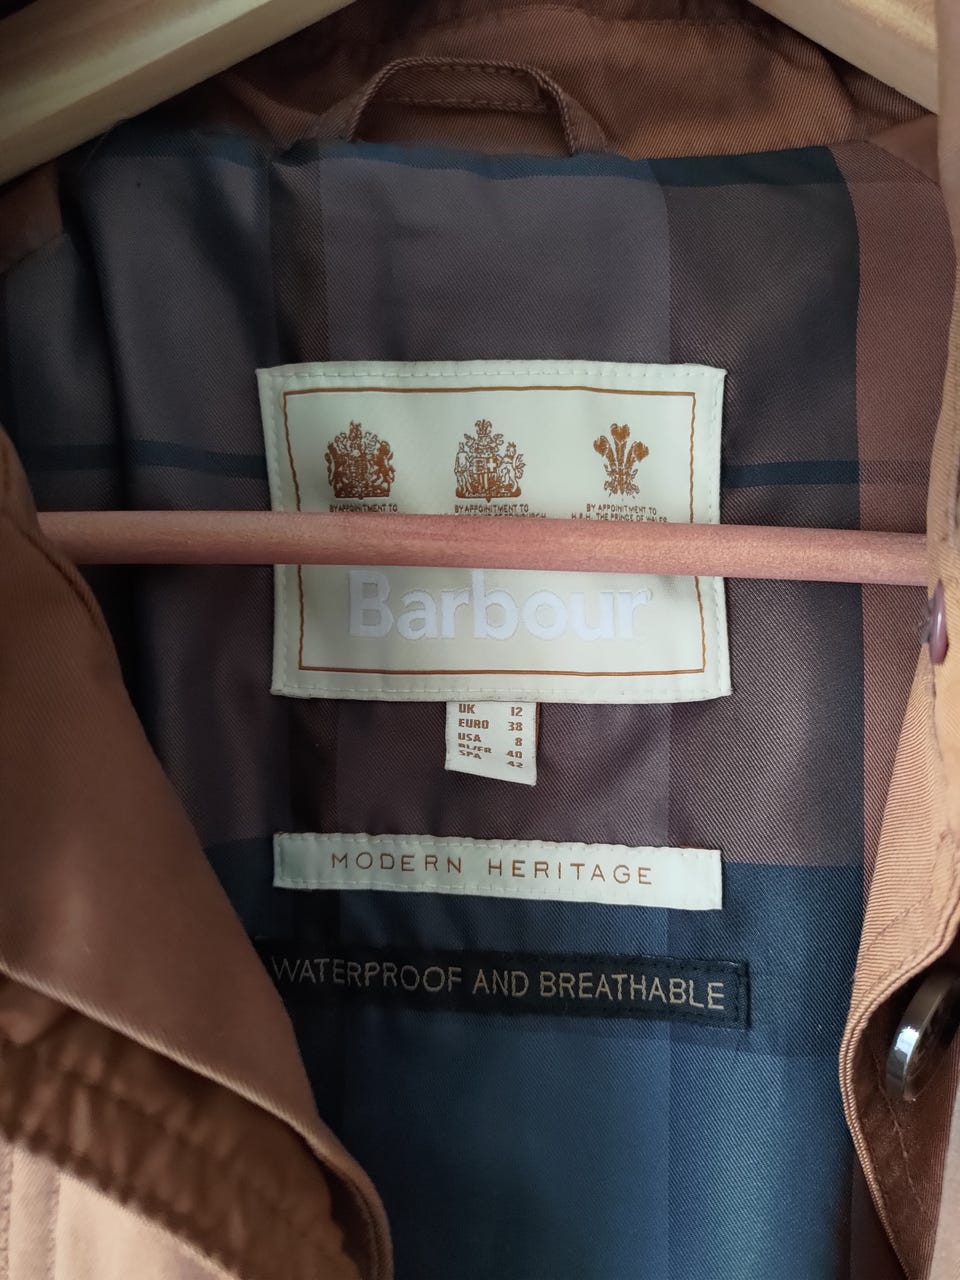 BY APPOINTMENT TO
BY APPOINTMENT TO
BY APPOINTMENT TO
H.R.H. THE PRINCE OF WALES
Barbour
UK 12
EURO 38
USA 8
40
SPA 42
MODERN HERITAGE
WATERPROOF AND BREATHABLE